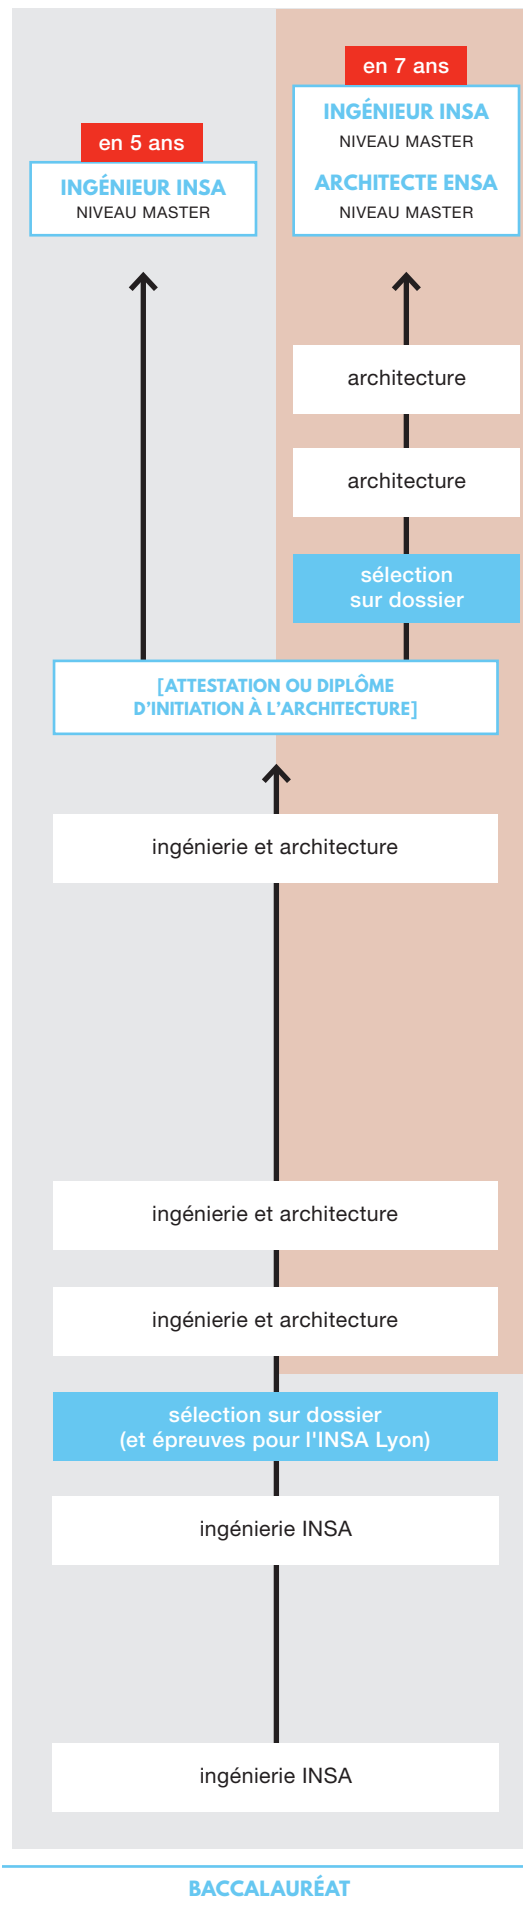 en 7 ans
INGÉNIEUR INSA
NIVEAU MASTER
ARCHITECTE ENSA
NIVEAU MASTER
en 5 ans
INGÉNIEUR INSA
NIVEAU MASTER
architecture
architecture
sélection
sur dossier
[ATTESTATION OU DIPLÔME
D'INITIATION À L'ARCHITECTURE]
ingénierie et architecture
ingénierie et architecture
ingénierie et architecture
sélection sur dossier
(et épreuves pour l'INSA Lyon)
ingénierie INSA
ingénierie INSA
BACCALAURÉAT